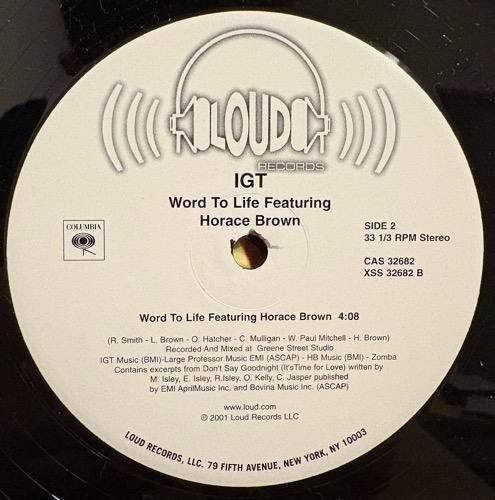 LOUD
RECORDS
IGT
Word To Life Featuring
Horace Brown
COLUMBIA
SIDE 2
33 1/3 RPM Stereo
CAS 32682
XSS 32682 B
Word To Life Featuring Horace Brown 4:08
(R. Smith - L. Brown - O. Hatcher - C. Mulligan - W. Paul Mitchell - H. Brown)
Recorded And Mixed at Greene Street Studio
IGT Music (BMI)-Large Professor Music EMI (ASCAP) - HB Music (BMI) - Zomba
Contains excerpts from Don't Say Goodnight (It'sTime for Love) written by
M. Isley, E. Isley, R.Isley, O. Kelly, C. Jasper published
by EMI AprilMusic Inc. and Bovina Music Inc. (ASCAP)
www.loud.com
℗ 2001 Loud Records LLC
LOUD RECORDS, LLC. 79 FIFTH AVENUE, NEW YORK, NY 10003